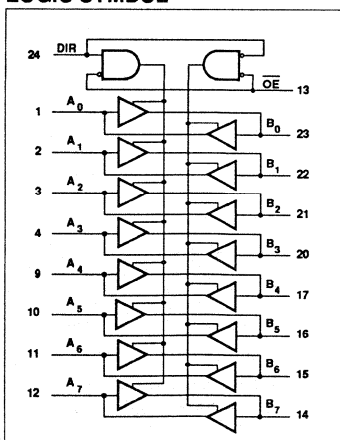 LOGIC SYMBOL
24 DIR
OE 13
1 A0
B0 23
2 A1
B1 22
3 A2
B2 21
4 A3
B3 20
9 A4
B4 17
10 A5
B5 16
11 A6
B6 15
12 A7
B7 14